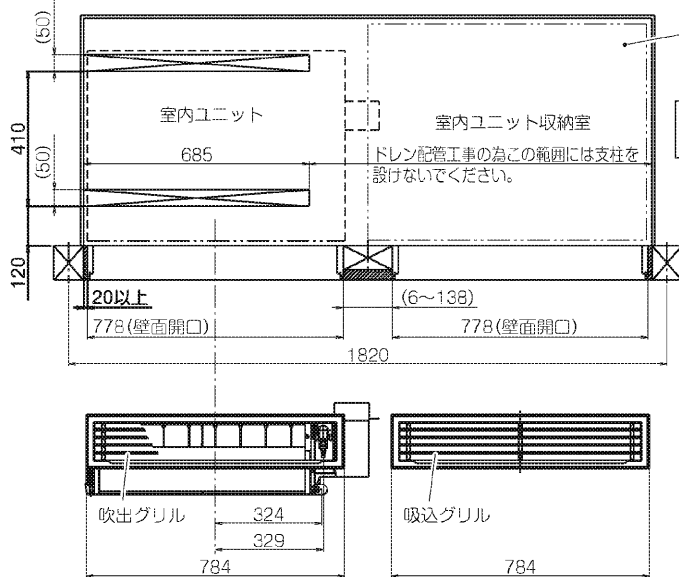 (50)
410
(50)
120
室内ユニット
685
室内ユニット収納室
ドレン配管工事の為この範囲には支柱を
設けないでください。
20以上
(6～138)
778(壁面開口)
778(壁面開口)
1820
吹出グリル
324
329
784
吸込グリル
784